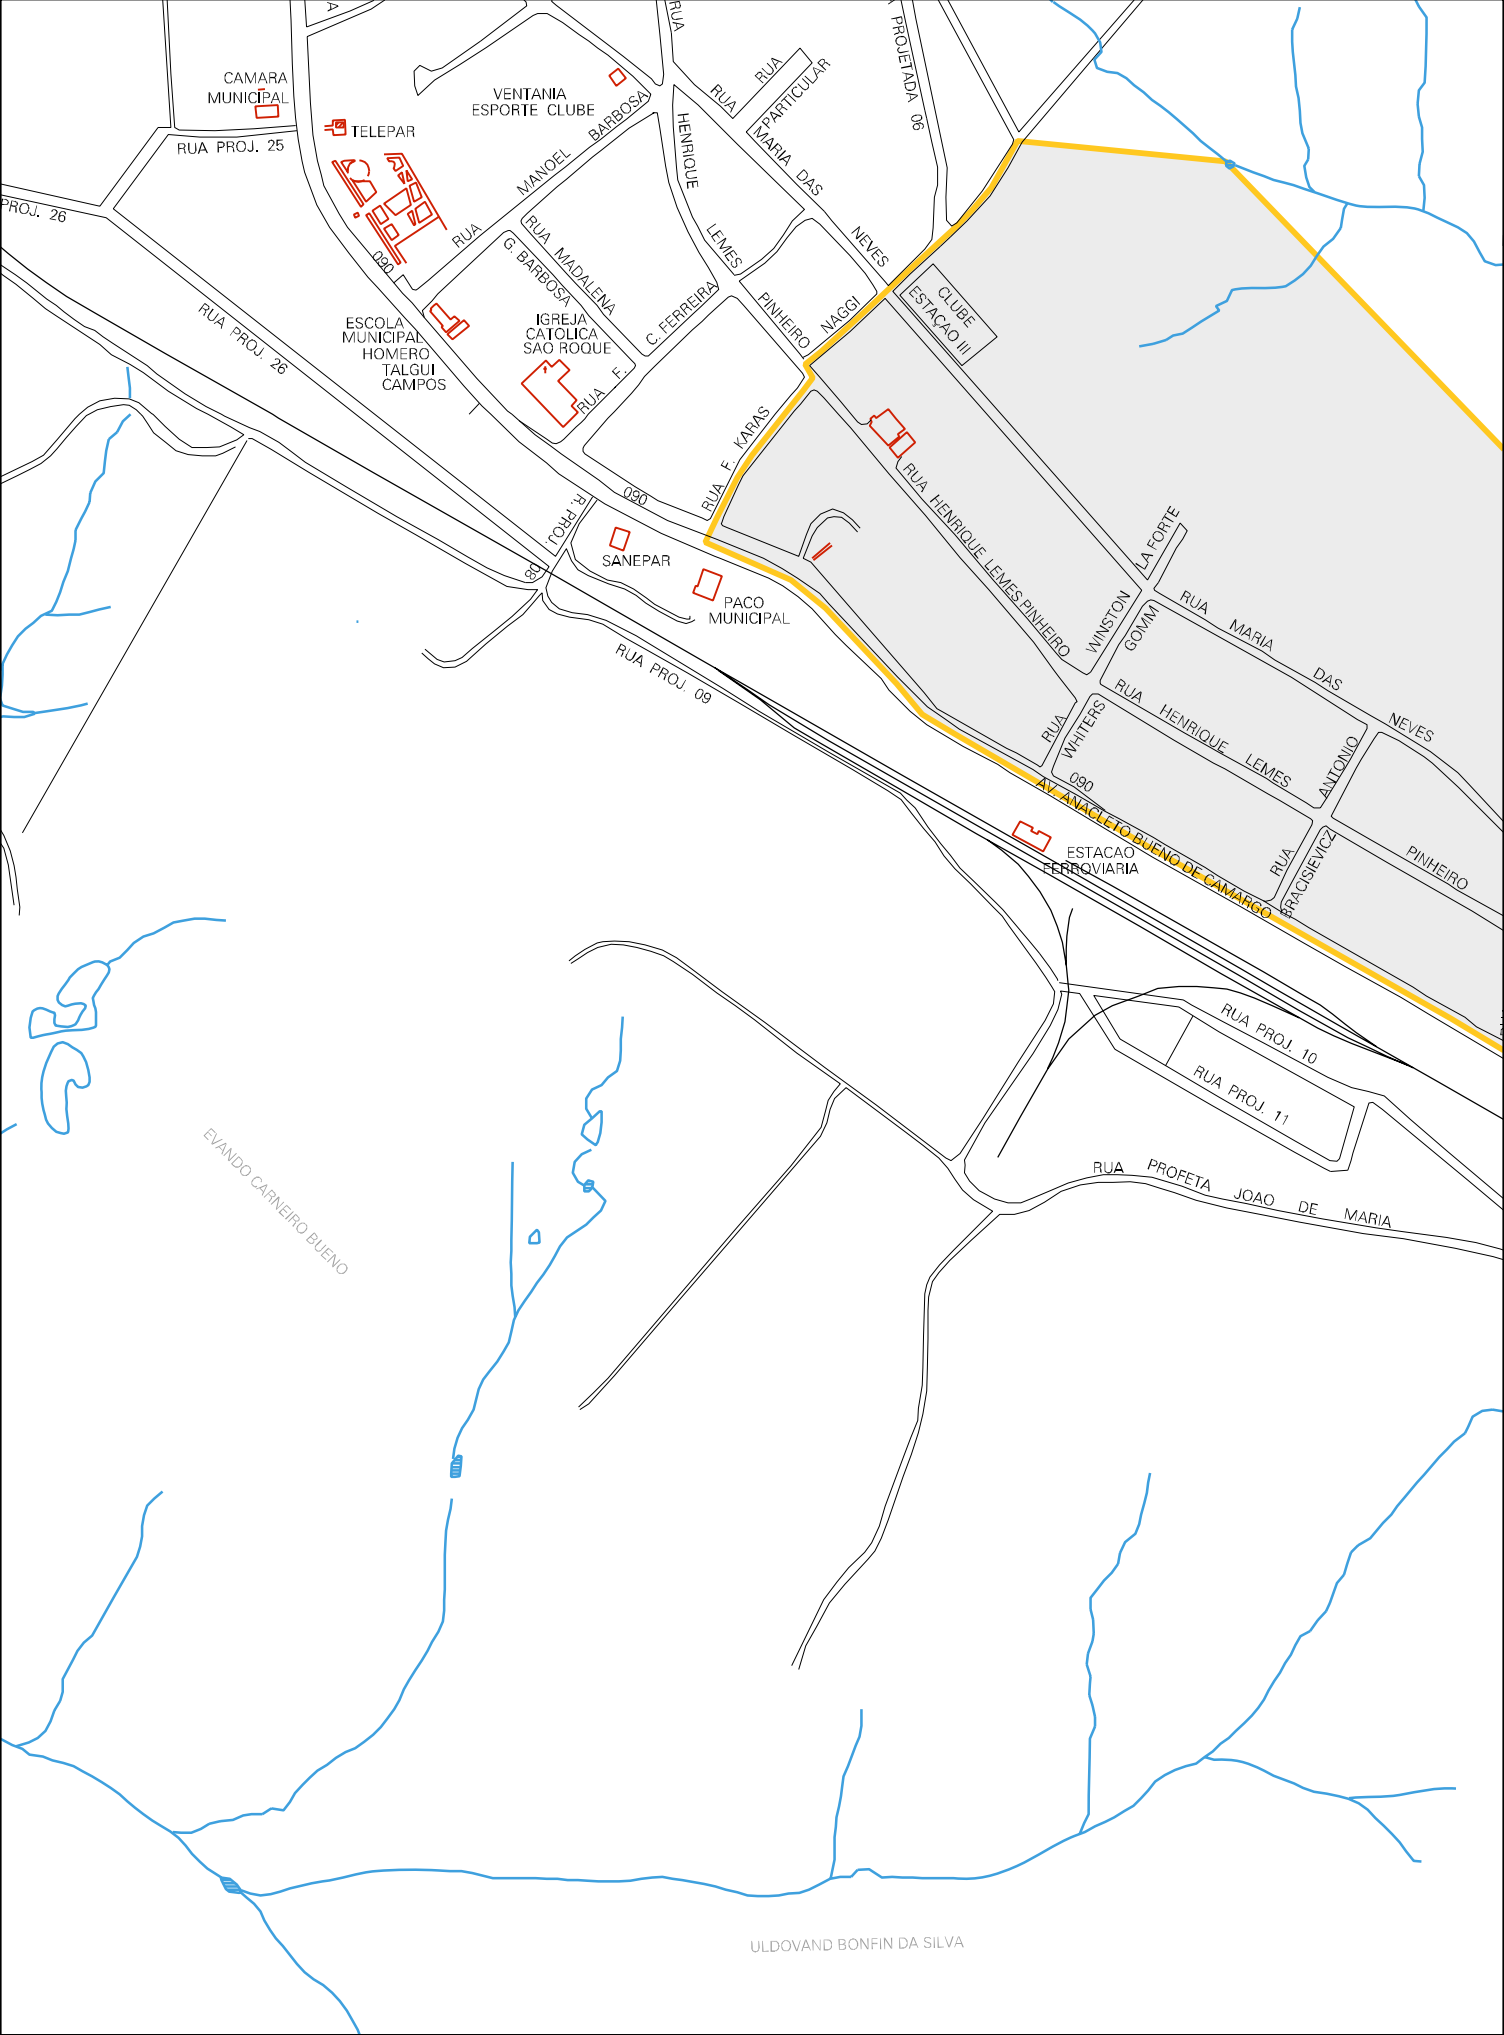 RUA
A PROJETADA 06
CAMARA
MUNICIPAL
TELEPAR
RUA PROJ. 25
VENTANIA
ESPORTE CLUBE
RUA MANOEL BARBOSA
HENRIQUE
LEMES
PINHEIRO
RUA
PARTICULAR
RUA
MARIA DAS
NEVES
PROJ. 26
090
RUA PROJ. 26
RUA MADALENA
G. BARBOSA
ESCOLA
MUNICIPAL
HOMERO
TALGUI
CAMPOS
IGREJA
CATOLICA
SAO ROQUE
RUA F.
C. FERREIRA
NAGGI
CLUBE
ESTAÇAO III
RUA F. KARAS
090
R. PROJ.
08
SANEPAR
PACO
MUNICIPAL
RUA PROJ. 09
RUA HENRIQUE LEMES PINHEIRO
LA FORTE
WINSTON
GOMM
RUA
WHITERS
RUA MARIA DAS NEVES
RUA HENRIQUE LEMES
PINHEIRO
ANTONIO
RUA
BRACISIEVICZ
090
AV. ANACLETO BUENO DE CAMARGO
ESTACAO
FERROVIARIA
RUA PROJ. 10
RUA PROJ. 11
RUA PROFETA JOAO DE MARIA
EVANDO CARNEIRO BUENO
ULDOVAND BONFIN DA SILVA